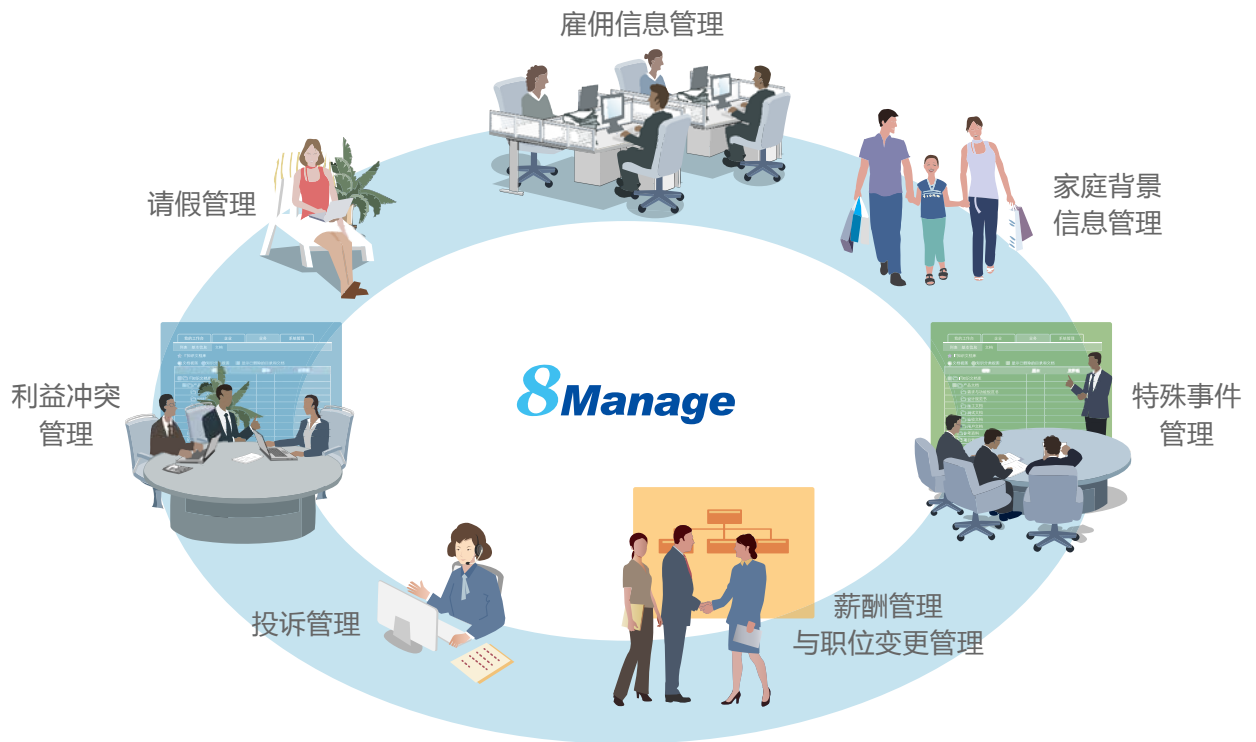 雇佣信息管理
请假管理
家庭背景
信息管理
利益冲突
管理
8Manage
特殊事件
管理
投诉管理
薪酬管理
与职位变更管理